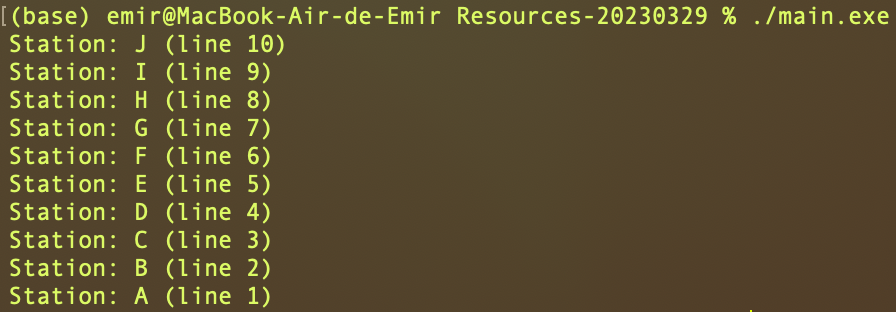 [(base) emir@MacBook-Air-de-Emir Resources-20230329 % ./main.exe
Station: J (line 10)
Station: I (line 9)
Station: H (line 8)
Station: G (line 7)
Station: F (line 6)
Station: E (line 5)
Station: D (line 4)
Station: C (line 3)
Station: B (line 2)
Station: A (line 1)